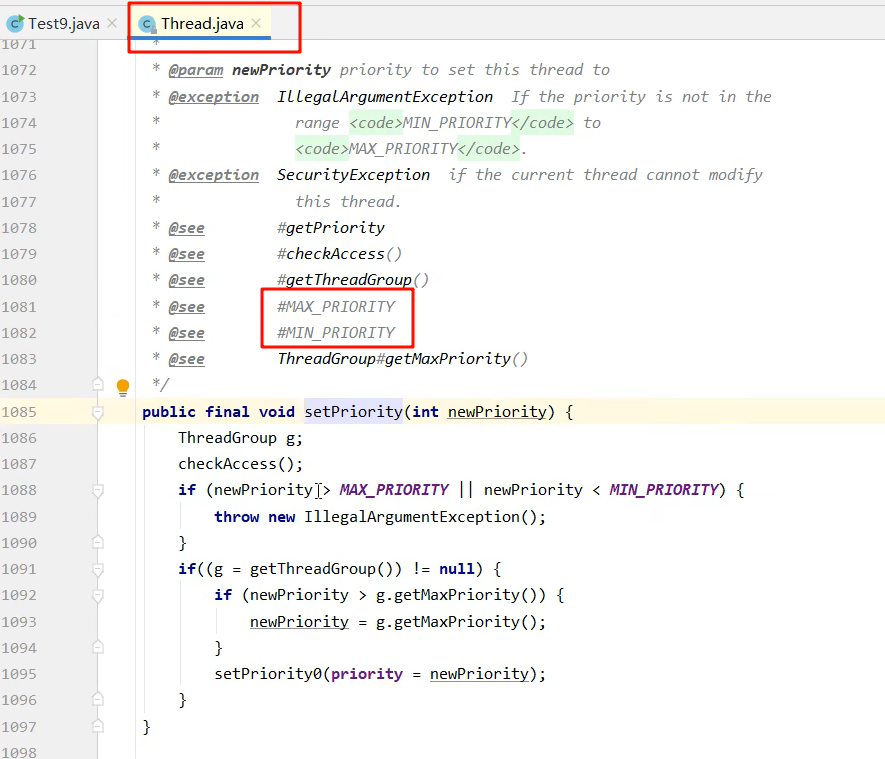 Test9.java × Thread.java ×
1071 *
1072 * @param newPriority priority to set this thread to
1073 * @exception IllegalArgumentException If the priority is not in the
1074 * range <code>MIN_PRIORITY</code> to
1075 * <code>MAX_PRIORITY</code>.
1076 * @exception SecurityException if the current thread cannot modify
1077 * this thread.
1078 * @see #getPriority
1079 * @see #checkAccess()
1080 * @see #getThreadGroup()
1081 * @see #MAX_PRIORITY
1082 * @see #MIN_PRIORITY
1083 * @see ThreadGroup#getMaxPriority()
1084 */
1085 public final void setPriority(int newPriority) {
1086 ThreadGroup g;
1087 checkAccess();
1088 if (newPriority > MAX_PRIORITY || newPriority < MIN_PRIORITY) {
1089 throw new IllegalArgumentException();
1090 }
1091 if((g = getThreadGroup()) != null) {
1092 if (newPriority > g.getMaxPriority()) {
1093 newPriority = g.getMaxPriority();
1094 }
1095 setPriority0(priority = newPriority);
1096 }
1097 }
1098